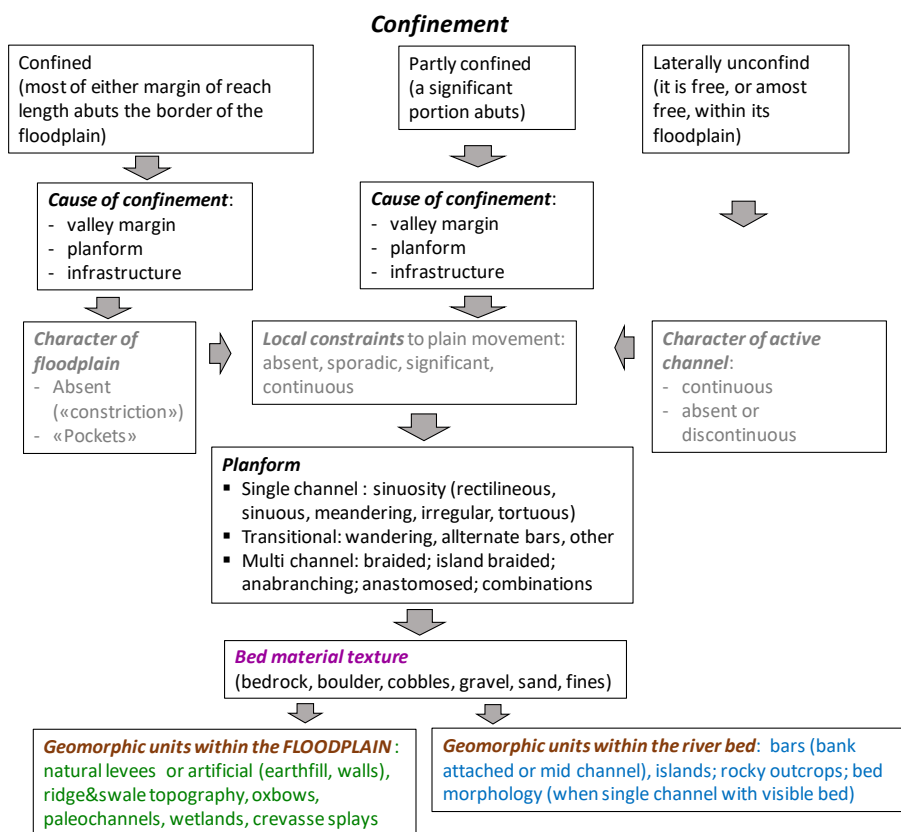 Confinement
Confined
(most of either margin of reach
length abuts the border of the
floodplain)
Partly confined
(a significant
portion abuts)
Laterally unconfind
(it is free, or amost
free, within its
floodplain)
Cause of confinement:
- valley margin
- planform
- infrastructure
Cause of confinement:
- valley margin
- planform
- infrastructure
Character of
floodplain
- Absent
(«constriction»)
- «Pockets»
Local constraints to plain movement:
absent, sporadic, significant,
continuous
Character of active
channel:
- continuous
- absent or
discontinuous
Planform
▪ Single channel : sinuosity (rectilineous,
sinuous, meandering, irregular, tortuous)
▪ Transitional: wandering, allternate bars, other
▪ Multi channel: braided; island braided;
anabranching; anastomosed; combinations
Bed material texture
(bedrock, boulder, cobbles, gravel, sand, fines)
Geomorphic units within the FLOODPLAIN :
natural levees or artificial (earthfill, walls),
ridge&swale topography, oxbows,
paleochannels, wetlands, crevasse splays
Geomorphic units within the river bed: bars (bank
attached or mid channel), islands; rocky outcrops; bed
morphology (when single channel with visible bed)